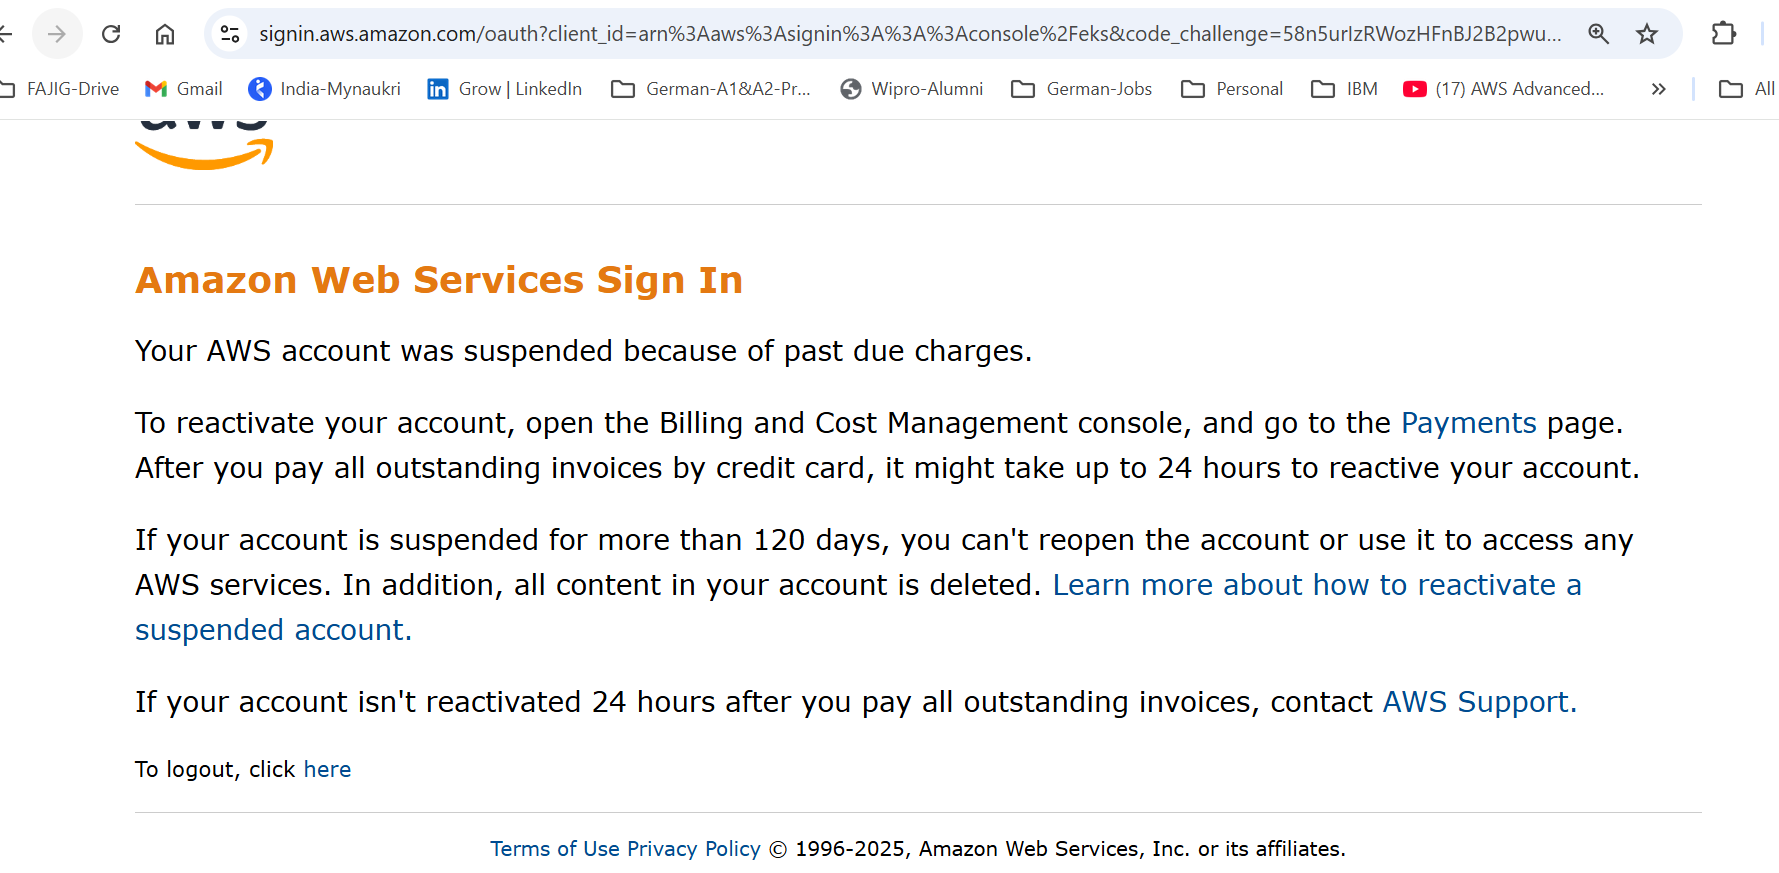 signin.aws.amazon.com/oauth?client_id=arn%3Aaws%3Asignin%3A%3A%3Aconsole%2Feks&code_challenge=58n5urIzRWozHFnBJ2B2pwu...
FAJIG-Drive Gmail India-Mynaukri Grow | LinkedIn German-A1&A2-Pr... Wipro-Alumni German-Jobs Personal IBM (17) AWS Advanced... » All
aws
Amazon Web Services Sign In
Your AWS account was suspended because of past due charges.
To reactivate your account, open the Billing and Cost Management console, and go to the Payments page.
After you pay all outstanding invoices by credit card, it might take up to 24 hours to reactive your account.
If your account is suspended for more than 120 days, you can't reopen the account or use it to access any
AWS services. In addition, all content in your account is deleted. Learn more about how to reactivate a
suspended account.
If your account isn't reactivated 24 hours after you pay all outstanding invoices, contact AWS Support.
To logout, click here
Terms of Use Privacy Policy © 1996-2025, Amazon Web Services, Inc. or its affiliates.